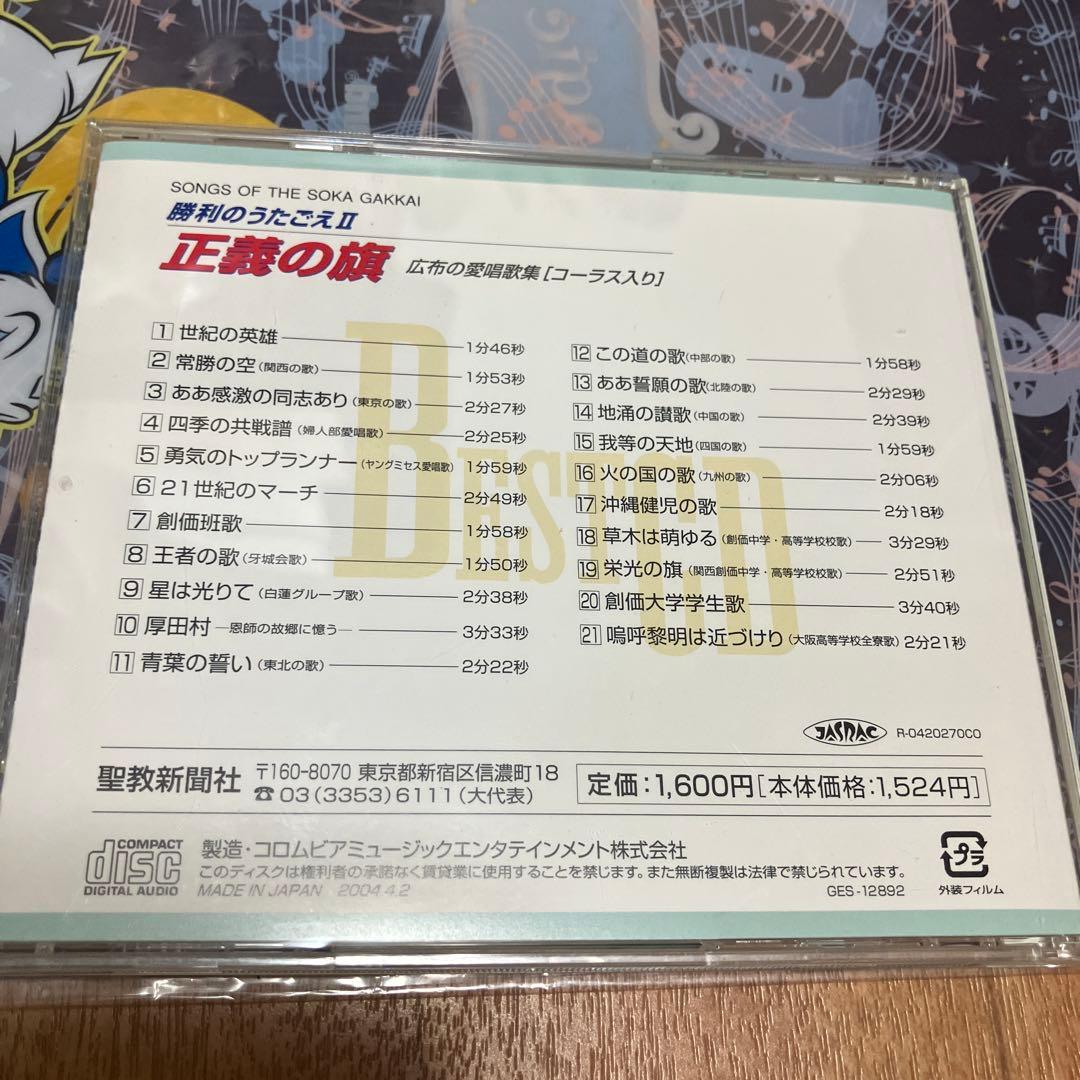 SONGS OF THE SOKA GAKKAI
勝利のうたごえⅡ
正義の旗 広布の愛唱歌集[コーラス入り]
BEST CD
1 世紀の英雄 1分46秒
2 常勝の空(関西の歌) 1分53秒
3 ああ感激の同志あり(東京の歌) 2分27秒
4 四季の共戦譜(婦人部愛唱歌) 2分25秒
5 勇気のトップランナー(ヤングミセス愛唱歌) 1分59秒
6 21世紀のマーチ 2分49秒
7 創価班歌 1分58秒
8 王者の歌(牙城会歌) 1分50秒
9 星は光りて(白蓮グループ歌) 2分38秒
10 厚田村―恩師の故郷に憶う― 3分33秒
11 青葉の誓い(東北の歌) 2分22秒
12 この道の歌(中部の歌) 1分58秒
13 ああ誓願の歌(北陸の歌) 2分29秒
14 地涌の讃歌(中国の歌) 2分39秒
15 我等の天地(四国の歌) 1分59秒
16 火の国の歌(九州の歌) 2分06秒
17 沖縄健児の歌 2分18秒
18 草木は萌ゆる(創価中学・高等学校校歌) 3分29秒
19 栄光の旗(関西創価中学・高等学校校歌) 2分51秒
20 創価大学学生歌 3分40秒
21 嗚呼黎明は近づけり(大阪高等学校全寮歌) 2分21秒
JASRAC R-0420270CO
聖教新聞社 〒160-8070 東京都新宿区信濃町18
☎03(3353)6111(大代表)
定価:1,600円[本体価格:1,524円]
COMPACT disc DIGITAL AUDIO
製造・コロムビアミュージックエンタテインメント株式会社
このディスクは権利者の承諾なく賃貸業に使用することを禁じます。また無断複製は法律で禁じられています。
MADE IN JAPAN 2004.4.2 GES-12892
プラ
外装フィルム